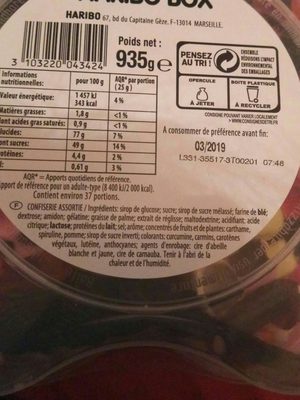 HARIBO BOX
HARIBO 67, bd du Capitaine Gèze, F-13014 MARSEILLE.
3 103220 043424
Poids net :
935g e
PENSEZ
AU TRI !
ENSEMBLE
RÉDUISONS L'IMPACT
ENVIRONNEMENTAL
DES EMBALLAGES
OPERCULE
BOITE PLASTIQUE
À JETER
À RECYCLER
CONSIGNE POUVANT VARIER LOCALEMENT
> WWW.CONSIGNESDETRI.FR
A consommer de préférence avant fin:
03/2019
L331-35517-3T00201 07:48
Informations nutritionnelles: pour 100 g AQR* par portion (25 g)
Valeur énergétique: 1 457 kJ 343 kcal 4 %
Matières grasses: 1,8 g <1 %
dont acides gras saturés: 0,9 g <1 %
Glucides: 77 g 7 %
sucres: 49 g 14 %
Protéines: 4,4 g 2 %
0,61 g 3 %
AQR* = Apports quotidiens de référence.
Apport de référence pour un adulte-type (8 400 kJ/2 000 kcal).
Contient environ 37 portions.
F CONFISERIE ASSORTIE / Ingrédients: sirop de glucose; sucre; sirop de sucre mélassé; farine de blé;
dextrose; amidon; gélatine; graisse de palme; extrait de réglisse; maltodextrine; acidifiant: acide
citrique; lactose; protéines du lait; sel; arôme; concentrés de fruits et de plantes: carthame,
spiruline, pomme; sirop de sucre inverti; colorants: curcumine, carmins, carotènes
végétaux, lutéine, anthocyanes; agents d'enrobage: cire d'abeille
blanche et jaune, cire de carnauba. Tenir à l'abri de la
chaleur et de l'humidité.